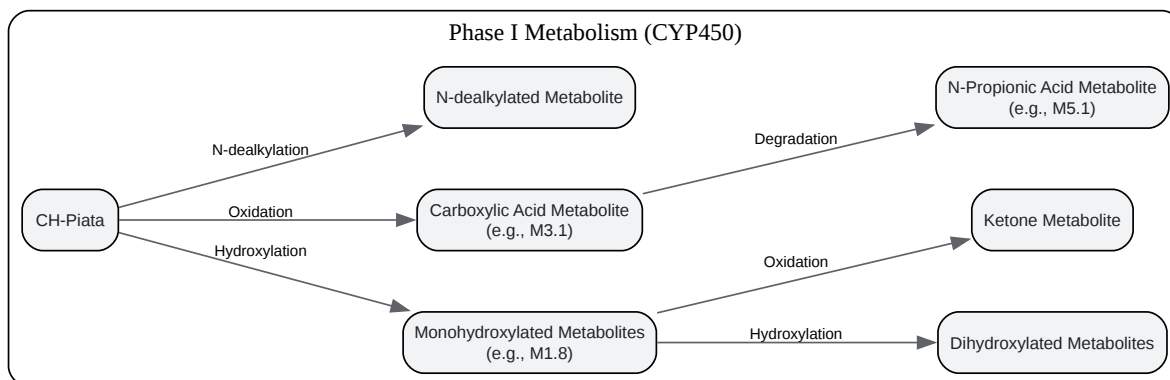 Phase I Metabolism (CYP450)
N-dealkylated Metabolite
N-Propionic Acid Metabolite
(e.g., M5.1)
N-dealkylation
Degradation
CH-Piata
Oxidation
Carboxylic Acid Metabolite
(e.g., M3.1)
Ketone Metabolite
Hydroxylation
Oxidation
Monohydroxylated Metabolites
(e.g., M1.8)
Hydroxylation
Dihydroxylated Metabolites